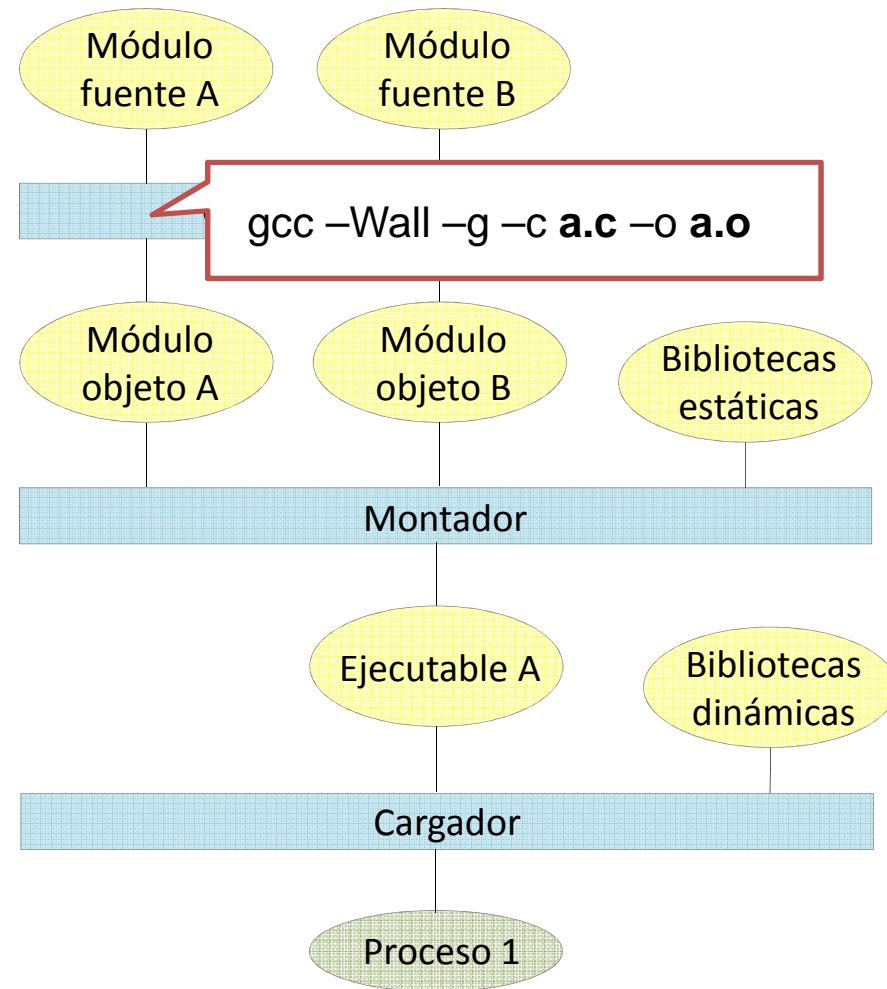 Módulo
fuente A
Módulo
fuente B
gcc –Wall –g –c a.c –o a.o
Módulo
objeto A
Módulo
objeto B
Bibliotecas
estáticas
Montador
Ejecutable A
Bibliotecas
dinámicas
Cargador
Proceso 1